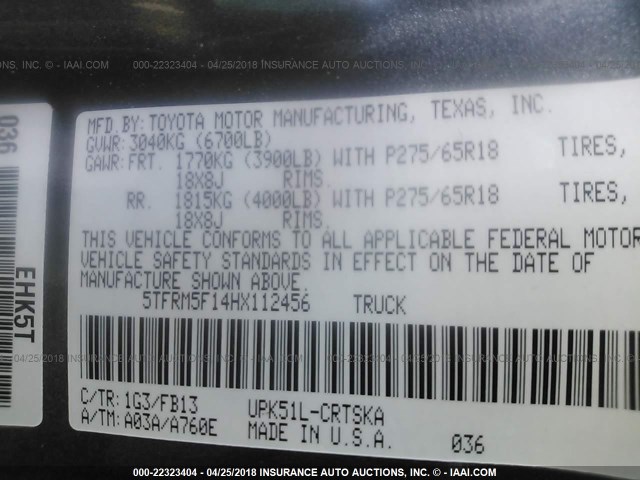 000-22323404 - 04/25/2018 INSURANCE AUTO AUCTIONS, INC. - IAAI.COM
MFD.BY:TOYOTA MOTOR MANUFACTURING, TEXAS, INC.
GVWR:3040KG (6700LB)
GAWR:FRT. 1770KG (3900LB) WITH P275/65R18 TIRES,
18X8J RIMS.
RR. 1815KG (4000LB) WITH P275/65R18 TIRES,
18X8J RIMS.
THIS VEHICLE CONFORMS TO ALL APPLICABLE FEDERAL MOTOR
VEHICLE SAFETY STANDARDS IN EFFECT ON THE DATE OF
MANUFACTURE SHOWN ABOVE.
5TFRM5F14HX112456 TRUCK
C/TR:1G3/FB13 UPK51L-CRTSKA
A/TM:A03A/A760E MADE IN U.S.A. 036
036
EHK5T
000-22323404 - 04/25/2018 INSURANCE AUTO AUCTIONS, INC. - IAAI.COM